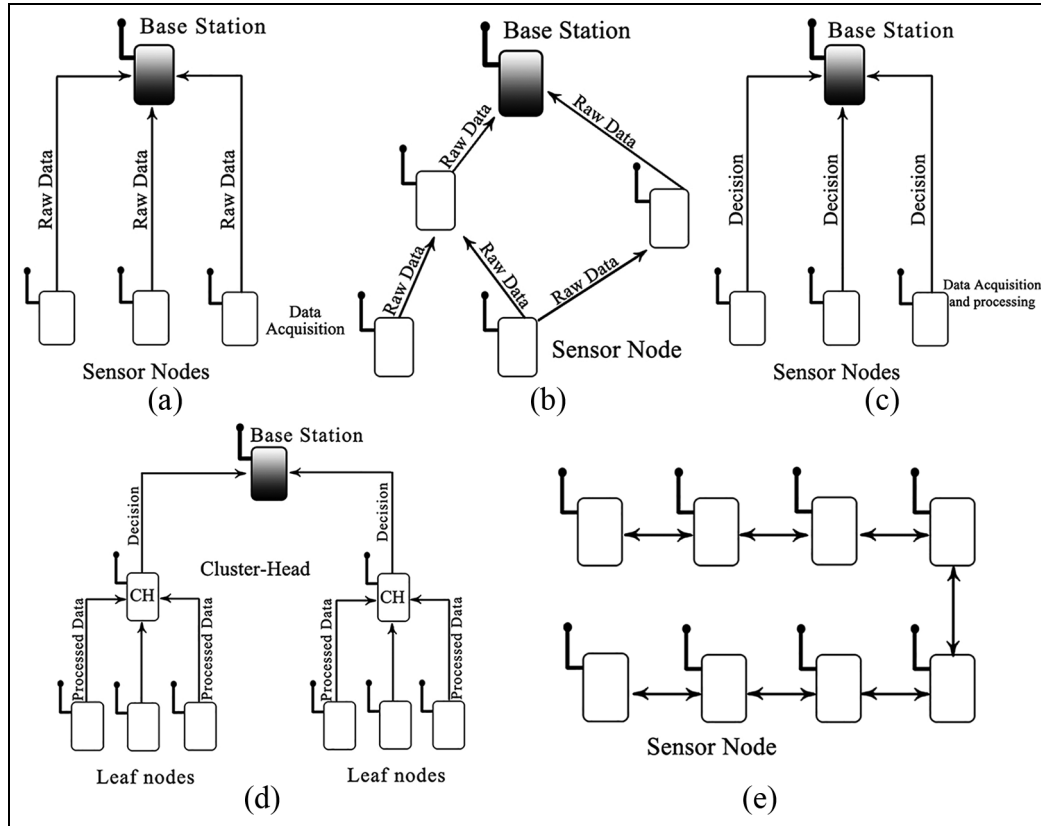 Base Station
Raw Data
Raw Data
Raw Data
Data
Acquisition
Sensor Nodes
(a)
Base Station
Raw Data
Raw Data
Raw Data
Raw Data
Raw Data
Sensor Node
(b)
Base Station
Decision
Decision
Decision
Data Acquisition
and processing
Sensor Nodes
(c)
Base Station
Decision
Decision
Cluster-Head
CH
CH
Processed Data
Processed Data
Processed Data
Processed Data
Leaf nodes
Leaf nodes
(d)
Sensor Node
(e)